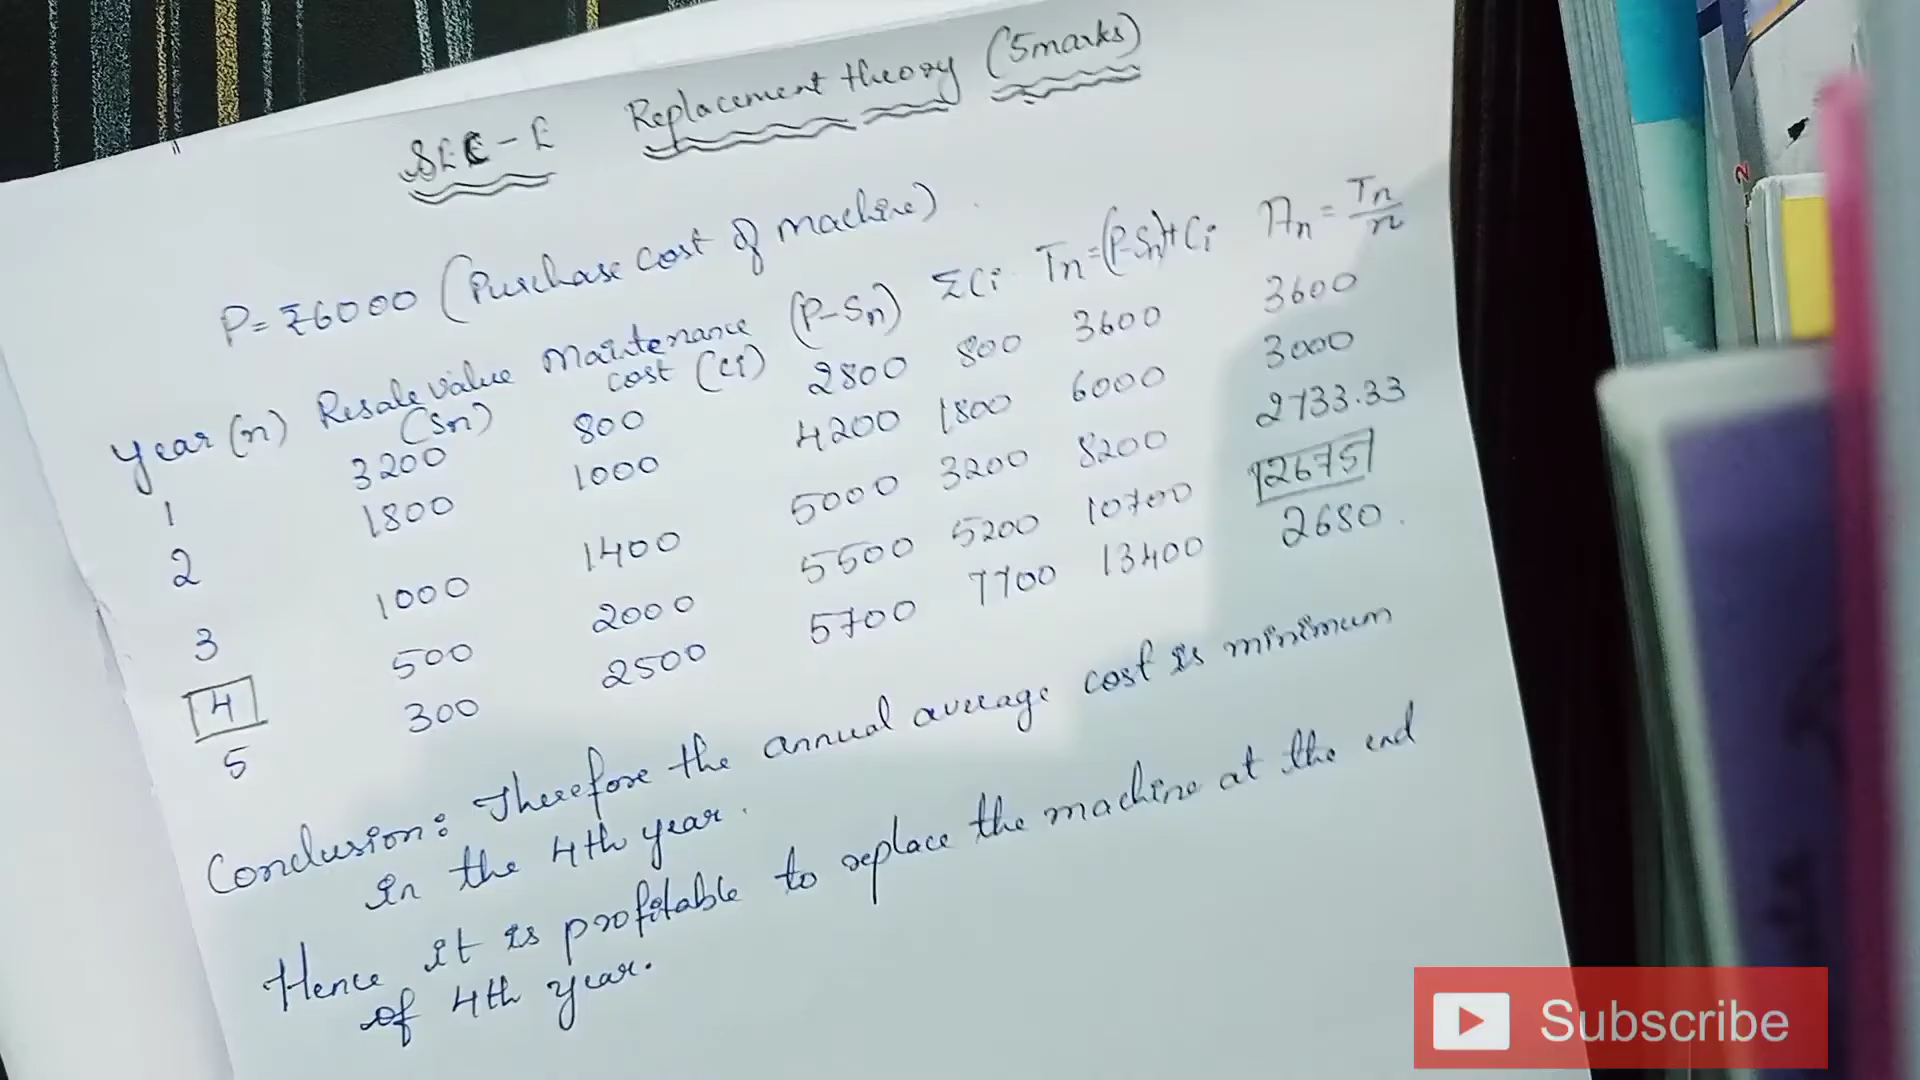 SEC-E Replacement theory (5marks)
P=₹6000 (Purchase cost of machine)
year (n) Resale value (Sn) Maintenance cost (Ci) (P-Sn) ΣCi Tn=(P-Sn)+Ci An=Tn/n
1 3200 800 2800 800 3600 3600
2 1800 1000 4200 1800 6000 3000
3 1000 1400 5000 3200 8200 2733.33
4 500 2000 5500 5200 10700 2675
5 300 2500 5700 7700 13400 2680.
Conclusion: Therefore the annual average cost is minimum
in the 4th year.
Hence it is profitable to replace the machine at the end
of 4th year.
2
Subscribe